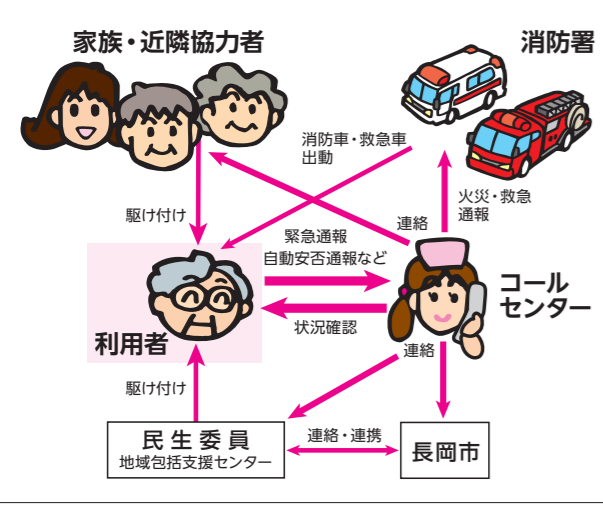 家族・近隣協力者
消防署
消防車・救急車
出動
火災・救急
通報
駆け付け
連絡
緊急通報
自動安否通報など
コール
センター
状況確認
利用者
連絡
駆け付け
民生委員
地域包括支援センター
連絡・連携
長岡市